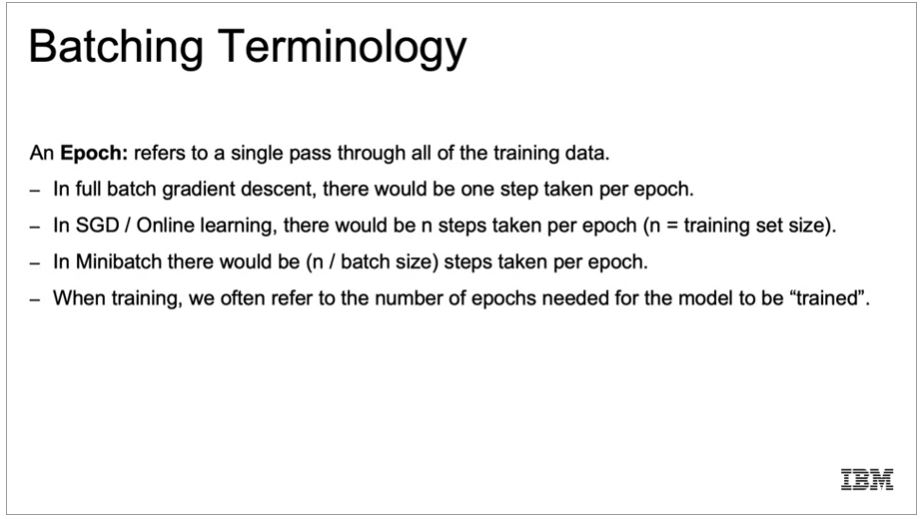 Batching Terminology
An Epoch: refers to a single pass through all of the training data.
– In full batch gradient descent, there would be one step taken per epoch.
– In SGD / Online learning, there would be n steps taken per epoch (n = training set size).
– In Minibatch there would be (n / batch size) steps taken per epoch.
– When training, we often refer to the number of epochs needed for the model to be “trained”.
IBM